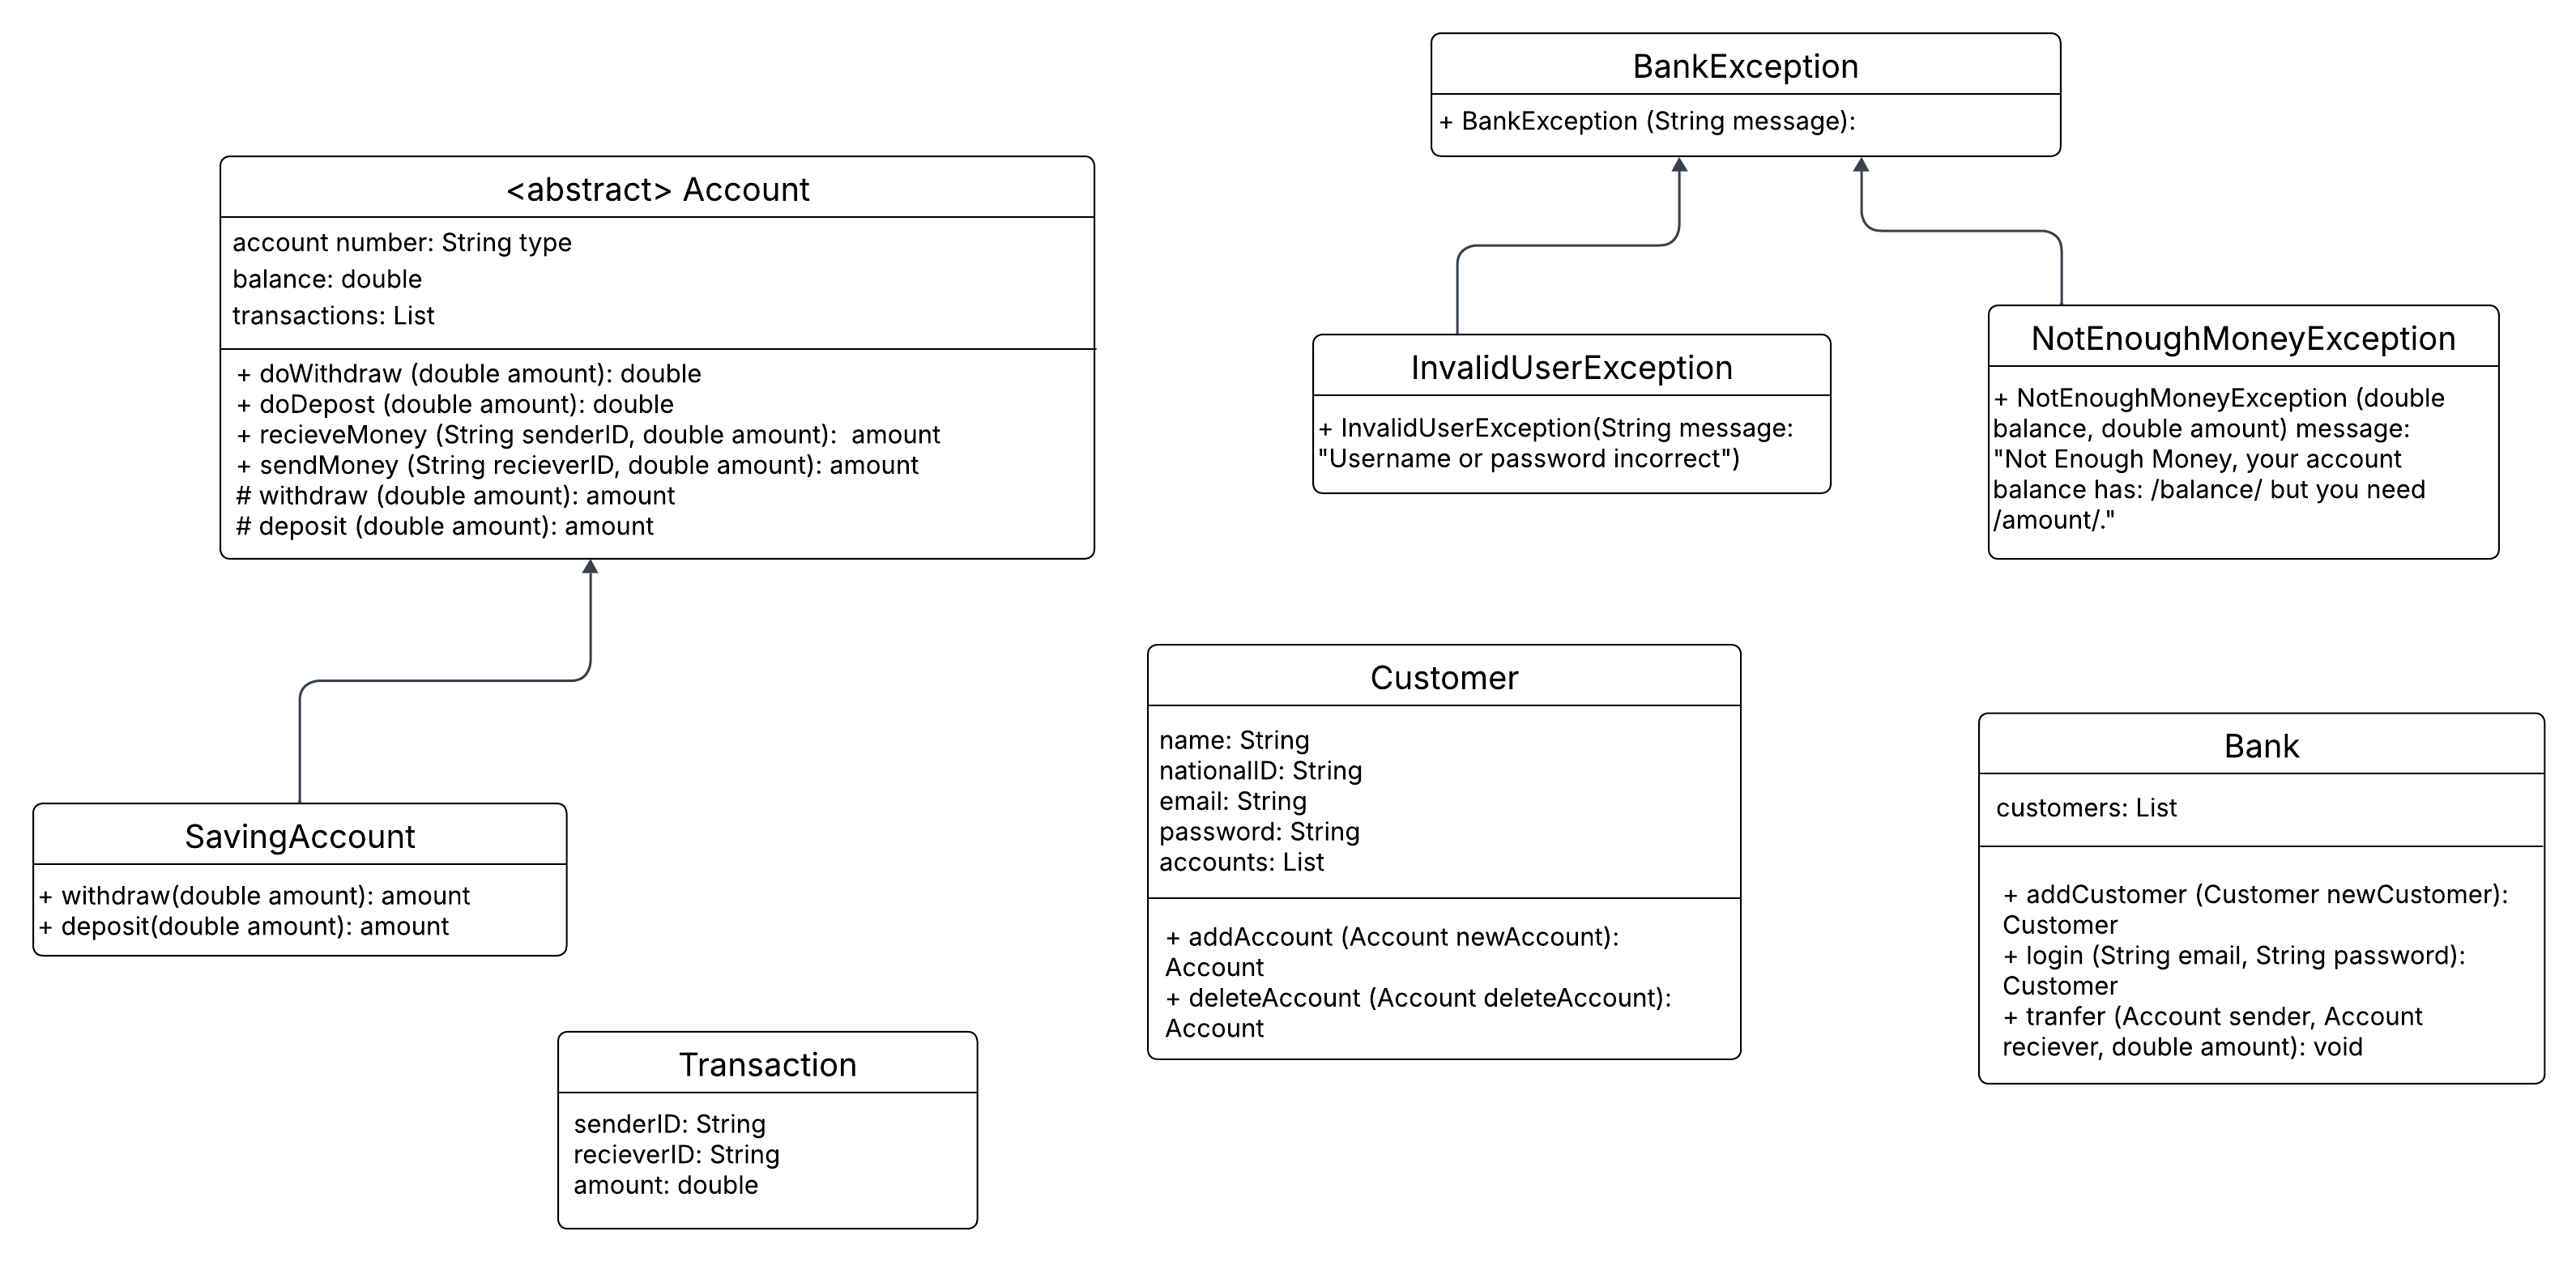 BankException
+ BankException (String message):
<abstract> Account
account number: String type
balance: double
transactions: List
+ doWithdraw (double amount): double
+ doDepost (double amount): double
+ recieveMoney (String senderID, double amount):  amount
+ sendMoney (String recieverID, double amount): amount
# withdraw (double amount): amount
# deposit (double amount): amount
InvalidUserException
+ InvalidUserException(String message:
"Username or password incorrect")
NotEnoughMoneyException
+ NotEnoughMoneyException (double
balance, double amount) message:
"Not Enough Money, your account
balance has: /balance/ but you need
/amount/."
Customer
name: String
nationalID: String
email: String
password: String
accounts: List
+ addAccount (Account newAccount):
Account
+ deleteAccount (Account deleteAccount):
Account
Bank
customers: List
+ addCustomer (Customer newCustomer):
Customer
+ login (String email, String password):
Customer
+ tranfer (Account sender, Account
reciever, double amount): void
SavingAccount
+ withdraw(double amount): amount
+ deposit(double amount): amount
Transaction
senderID: String
recieverID: String
amount: double